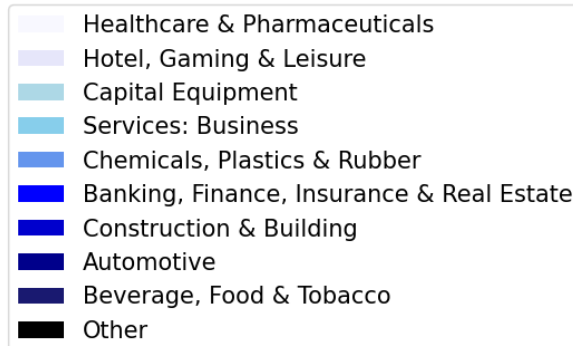 Healthcare & Pharmaceuticals
Hotel, Gaming & Leisure
Capital Equipment
Services: Business
Chemicals, Plastics & Rubber
Banking, Finance, Insurance & Real Estate
Construction & Building
Automotive
Beverage, Food & Tobacco
Other